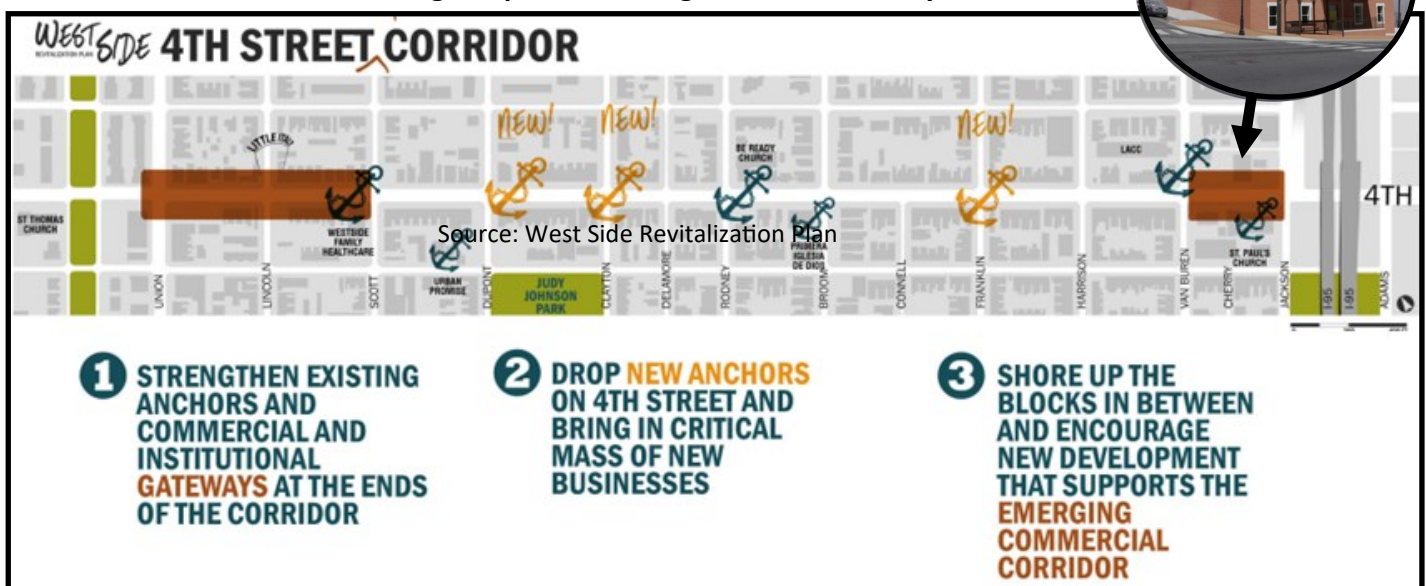 WEST SIDE 4TH STREET CORRIDOR
REVITALIZATION PLAN
NEW!
NEW!
NEW!
LITTLE ITALY
BE READY
CHURCH
LACC
4TH
ST THOMAS
CHURCH
WESTSIDE
FAMILY
HEALTHCARE
Source: West Side Revitalization Plan
PRIMERA
IGLESIA
DE DIOS
ST. PAUL'S
CHURCH
URBAN
PROMISE
JUDY
JOHNSON
PARK
UNION
LINCOLN
SCOTT
DUPONT
CLAYTON
DELAMORE
RODNEY
BROOM
CONNELL
FRANKLIN
HARRISON
VAN BUREN
CHERRY
JACKSON
I-95
I-95
ADAMS
1 STRENGTHEN EXISTING
ANCHORS AND
COMMERCIAL AND
INSTITUTIONAL
GATEWAYS AT THE ENDS
OF THE CORRIDOR
2 DROP NEW ANCHORS
ON 4TH STREET AND
BRING IN CRITICAL
MASS OF NEW
BUSINESSES
3 SHORE UP THE
BLOCKS IN BETWEEN
AND ENCOURAGE
NEW DEVELOPMENT
THAT SUPPORTS THE
EMERGING
COMMERCIAL
CORRIDOR